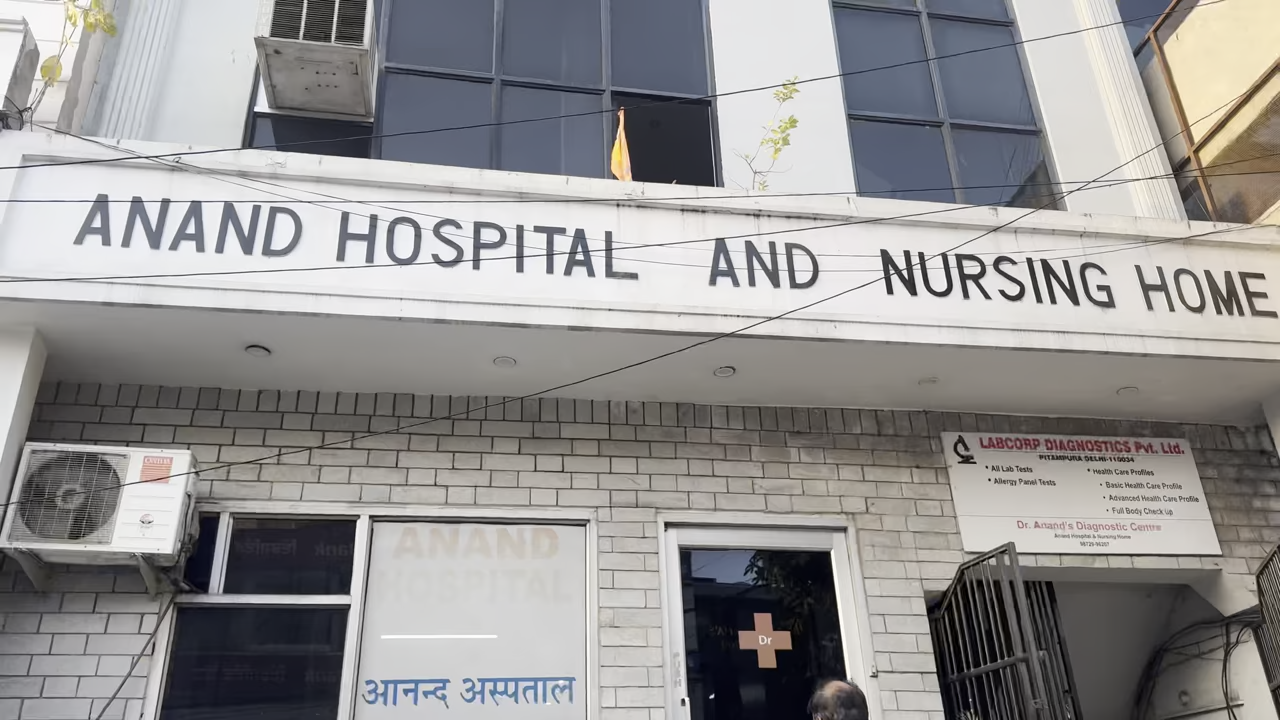 ANAND HOSPITAL AND NURSING HOME
LABCORP DIAGNOSTICS Pvt. Ltd.
PITAMPURA DELHI-110034
• All Lab Tests
• Allergy Panel Tests
• Health Care Profiles
• Basic Health Care Profile
• Advanced Health Care Profile
• Full Body Check up
Dr. Anand's Diagnostic Centre
Anand Hospital & Nursing Home
ANAND
HOSPITAL
आनन्द अस्पताल
Dr